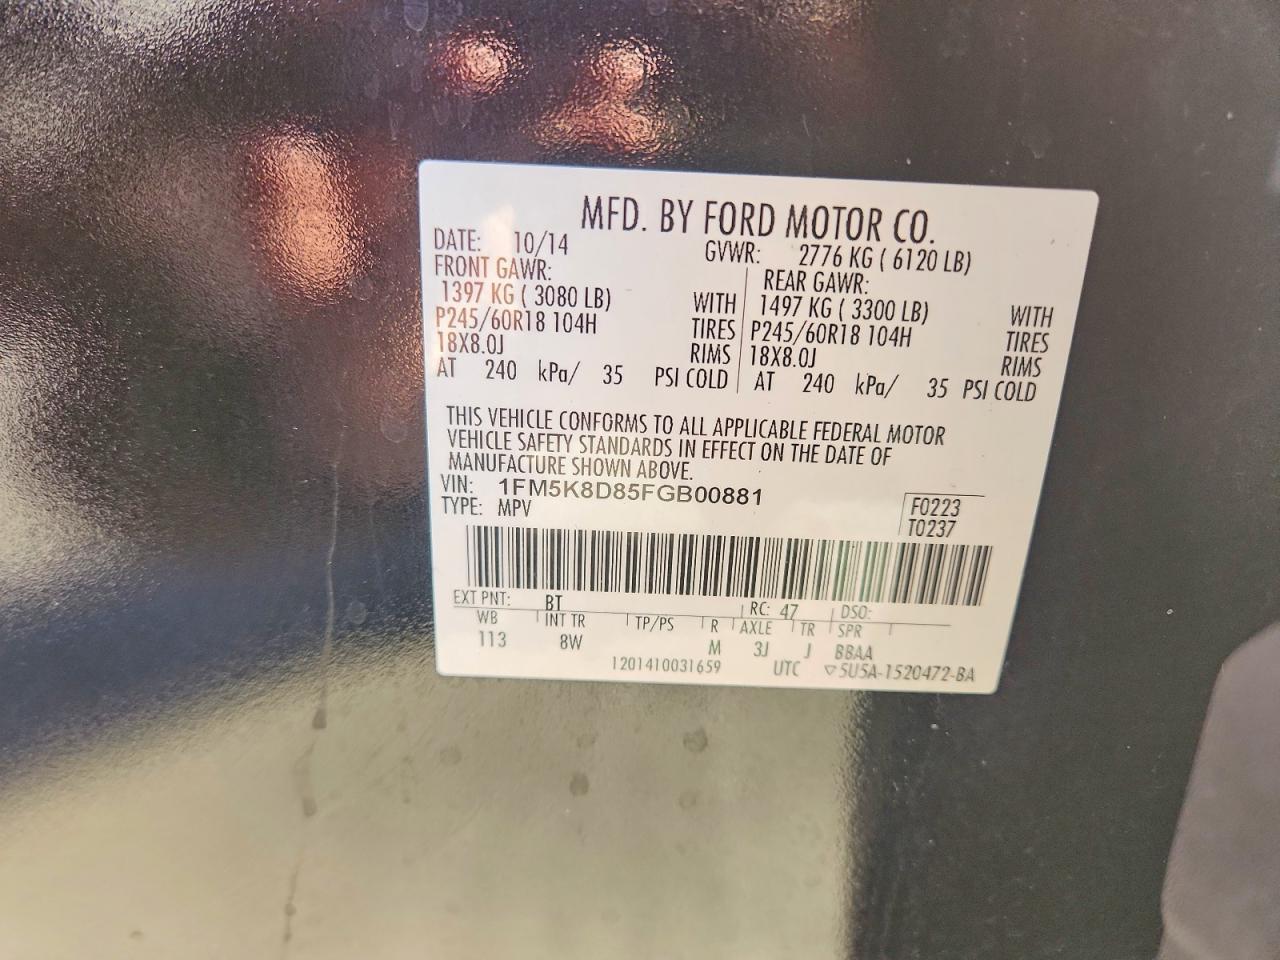 MFD. BY FORD MOTOR CO.
DATE: 10/14 GVWR: 2776 KG ( 6120 LB)
FRONT GAWR: REAR GAWR:
1397 KG ( 3080 LB) WITH 1497 KG ( 3300 LB) WITH
P245/60R18 104H TIRES P245/60R18 104H TIRES
18X8.0J RIMS 18X8.0J RIMS
AT 240 kPa/ 35 PSI COLD AT 240 kPa/ 35 PSI COLD
THIS VEHICLE CONFORMS TO ALL APPLICABLE FEDERAL MOTOR
VEHICLE SAFETY STANDARDS IN EFFECT ON THE DATE OF
MANUFACTURE SHOWN ABOVE.
VIN: 1FM5K8D85FGB00881
TYPE: MPV
F0223
T0237
EXT PNT: BT RC: 47 DSO:
WB INT TR TP/PS R AXLE TR SPR
113 8W M 3J J BBAA
1201410031659 UTC ▽5U5A-1520472-BA